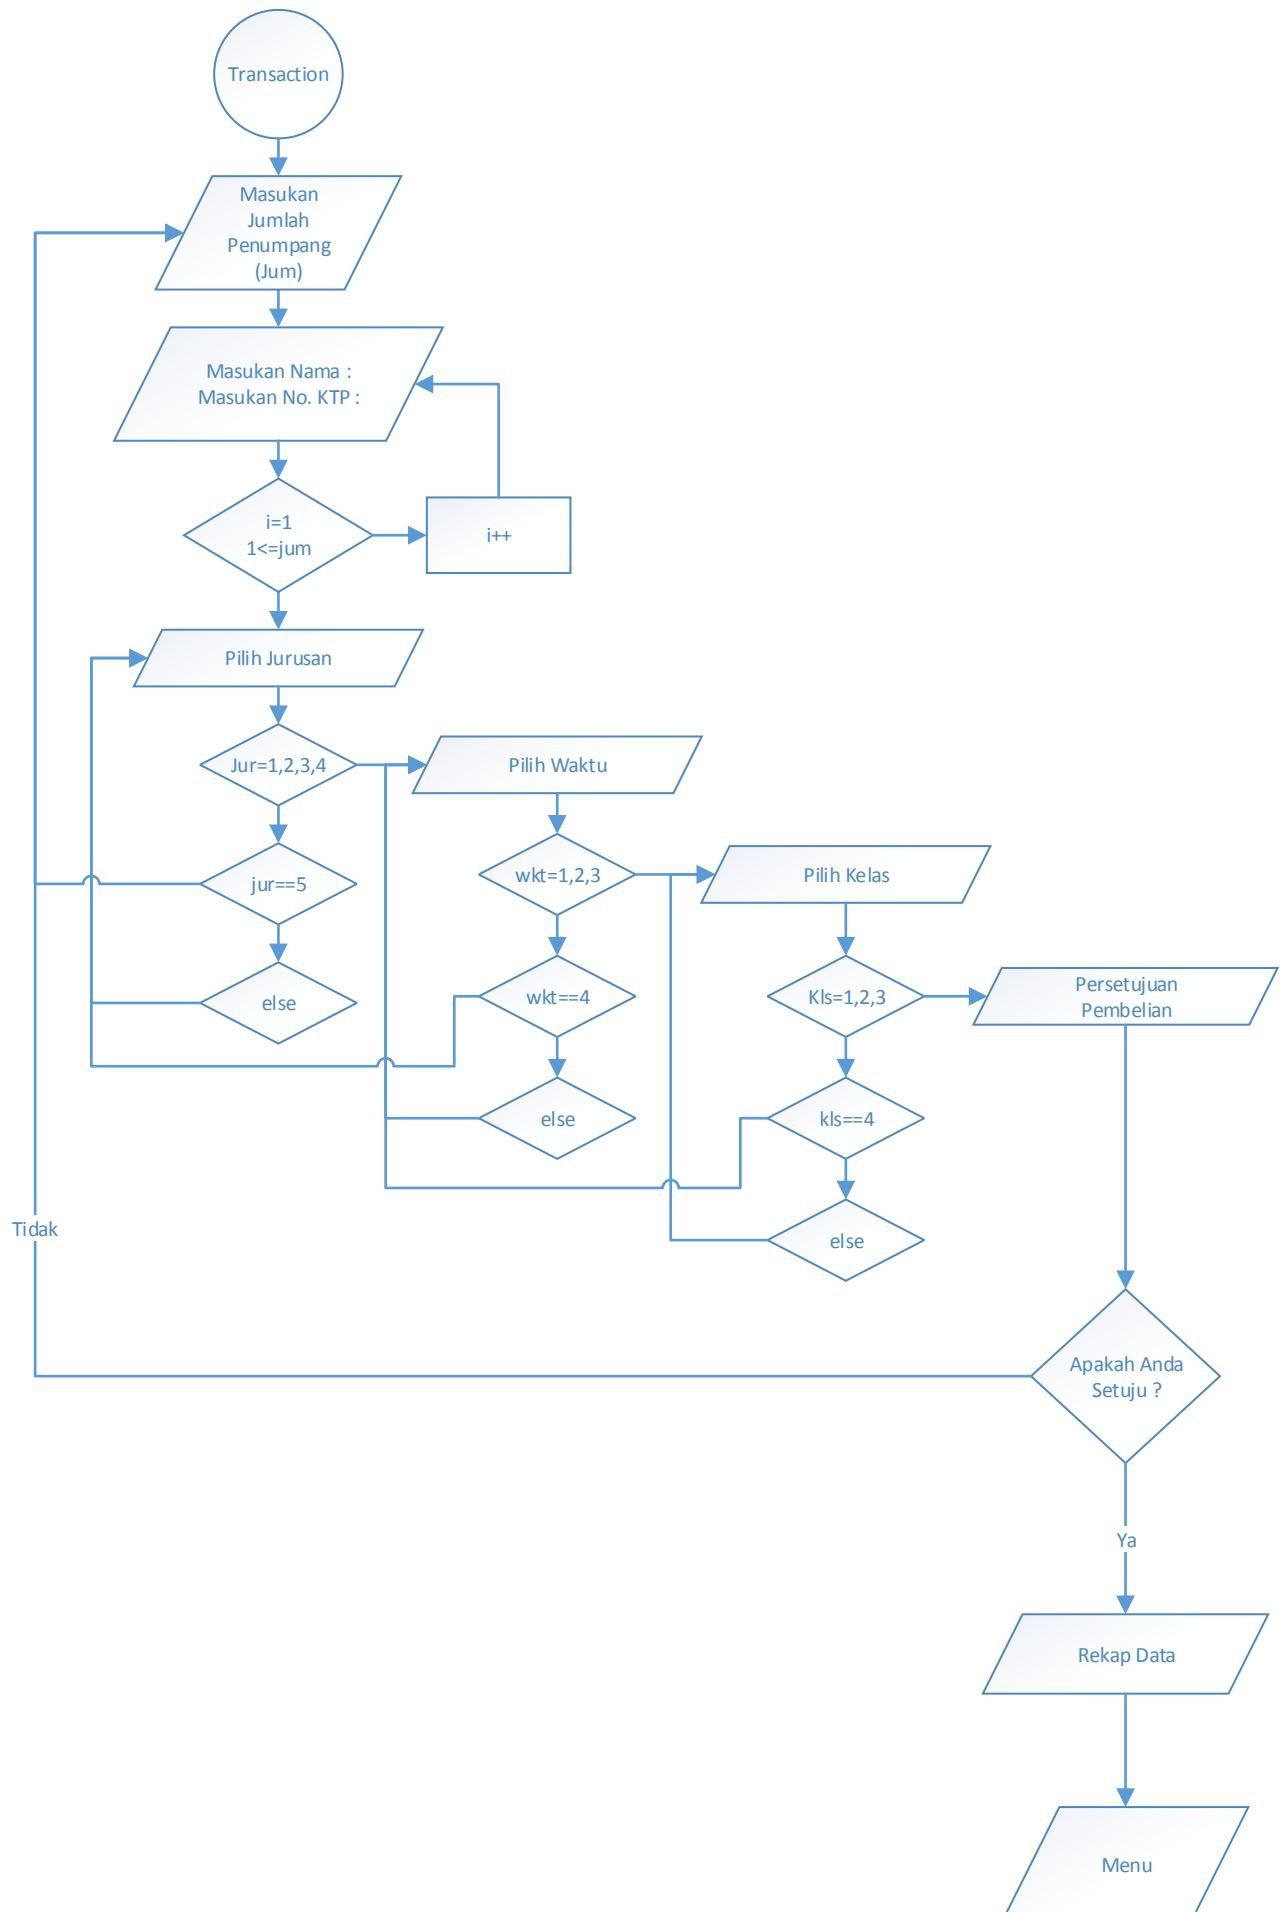 Transaction
Masukan
Jumlah
Penumpang
(Jum)
Masukan Nama :
Masukan No. KTP :
i=1
1<=jum
i++
Pilih Jurusan
Jur=1,2,3,4
Pilih Waktu
jur==5
wkt=1,2,3
Pilih Kelas
else
wkt==4
Kls=1,2,3
Persetujuan
Pembelian
else
kls==4
else
Tidak
Apakah Anda
Setuju ?
Ya
Rekap Data
Menu